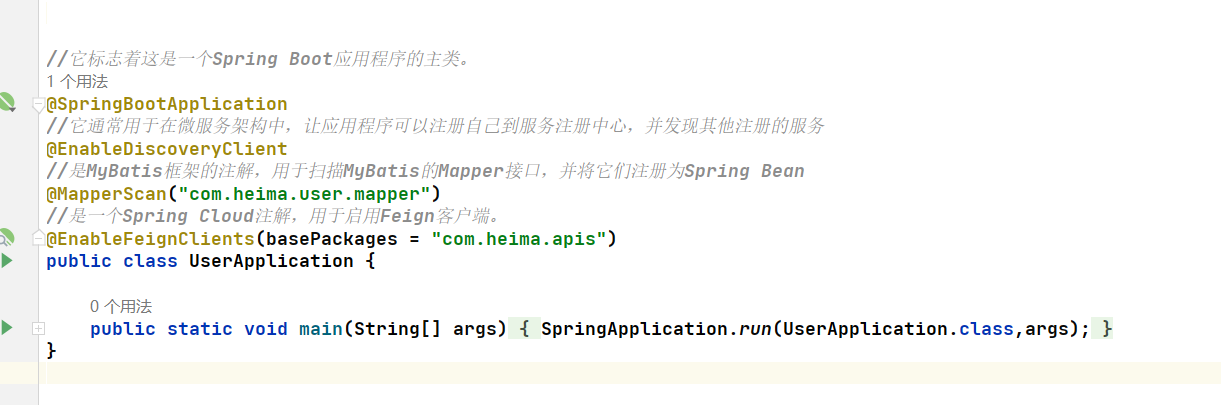 //它标志着这是一个Spring Boot应用程序的主类。
1 个用法
@SpringBootApplication
//它通常用于在微服务架构中，让应用程序可以注册自己到服务注册中心，并发现其他注册的服务
@EnableDiscoveryClient
//是MyBatis框架的注解，用于扫描MyBatis的Mapper接口，并将它们注册为Spring Bean
@MapperScan("com.heima.user.mapper")
//是一个Spring Cloud注解，用于启用Feign客户端。
@EnableFeignClients(basePackages = "com.heima.apis")
public class UserApplication {
0 个用法
public static void main(String[] args) { SpringApplication.run(UserApplication.class,args); }
}